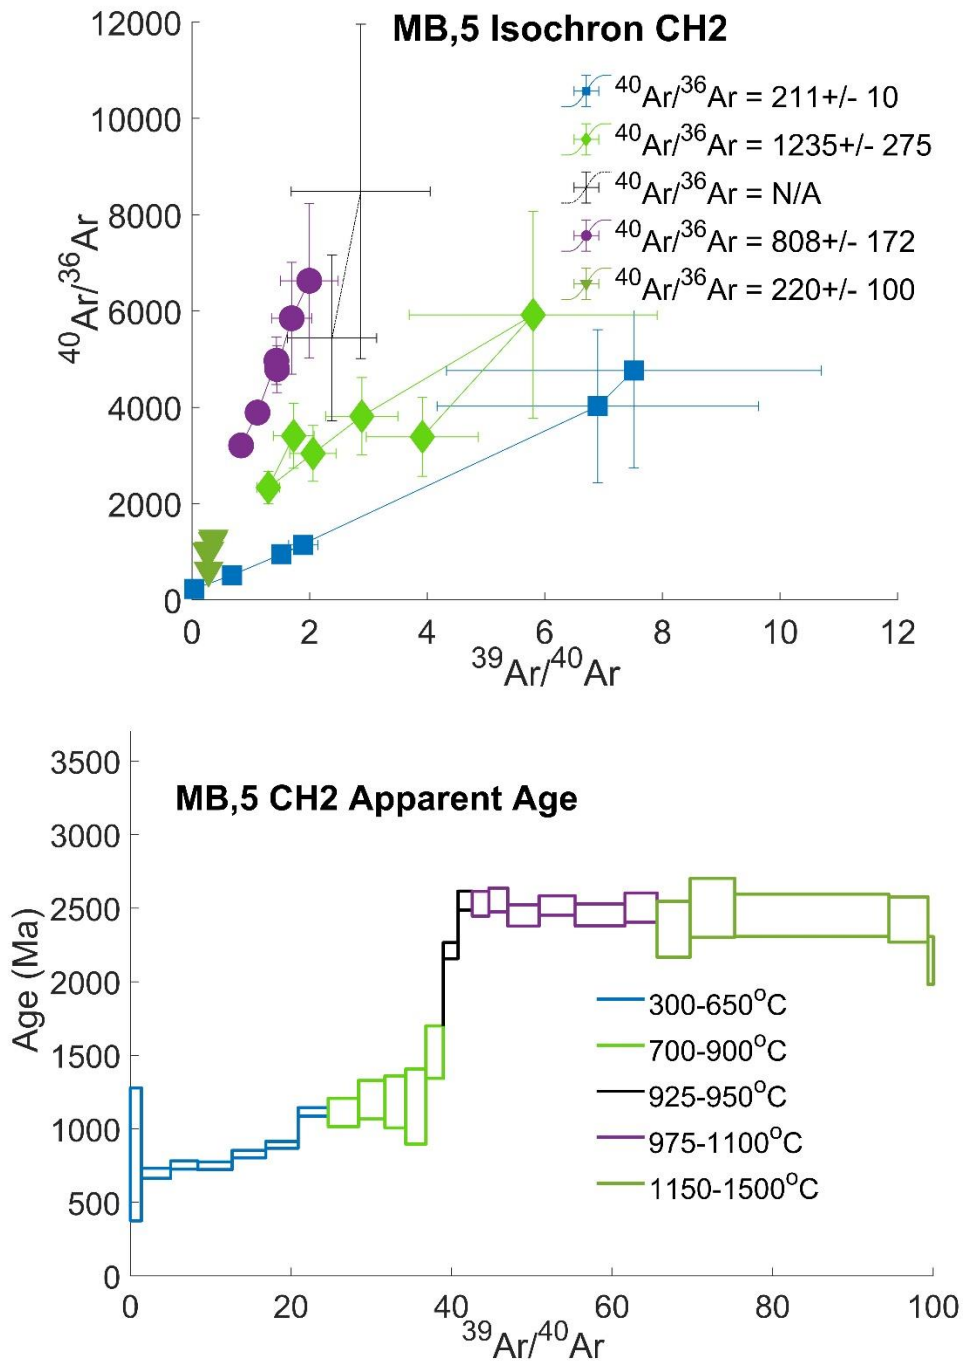 MB,5 Isochron CH2
12000
10000
8000
6000
4000
2000
0
⁴⁰Ar/³⁶Ar
⁴⁰Ar/³⁶Ar = 211+/- 10
⁴⁰Ar/³⁶Ar = 1235+/- 275
⁴⁰Ar/³⁶Ar = N/A
⁴⁰Ar/³⁶Ar = 808+/- 172
⁴⁰Ar/³⁶Ar = 220+/- 100
0 2 4 6 8 10 12
³⁹Ar/⁴⁰Ar
MB,5 CH2 Apparent Age
3500
3000
2500
2000
1500
1000
500
0
Age (Ma)
300-650°C
700-900°C
925-950°C
975-1100°C
1150-1500°C
0 20 40 60 80 100
³⁹Ar/⁴⁰Ar